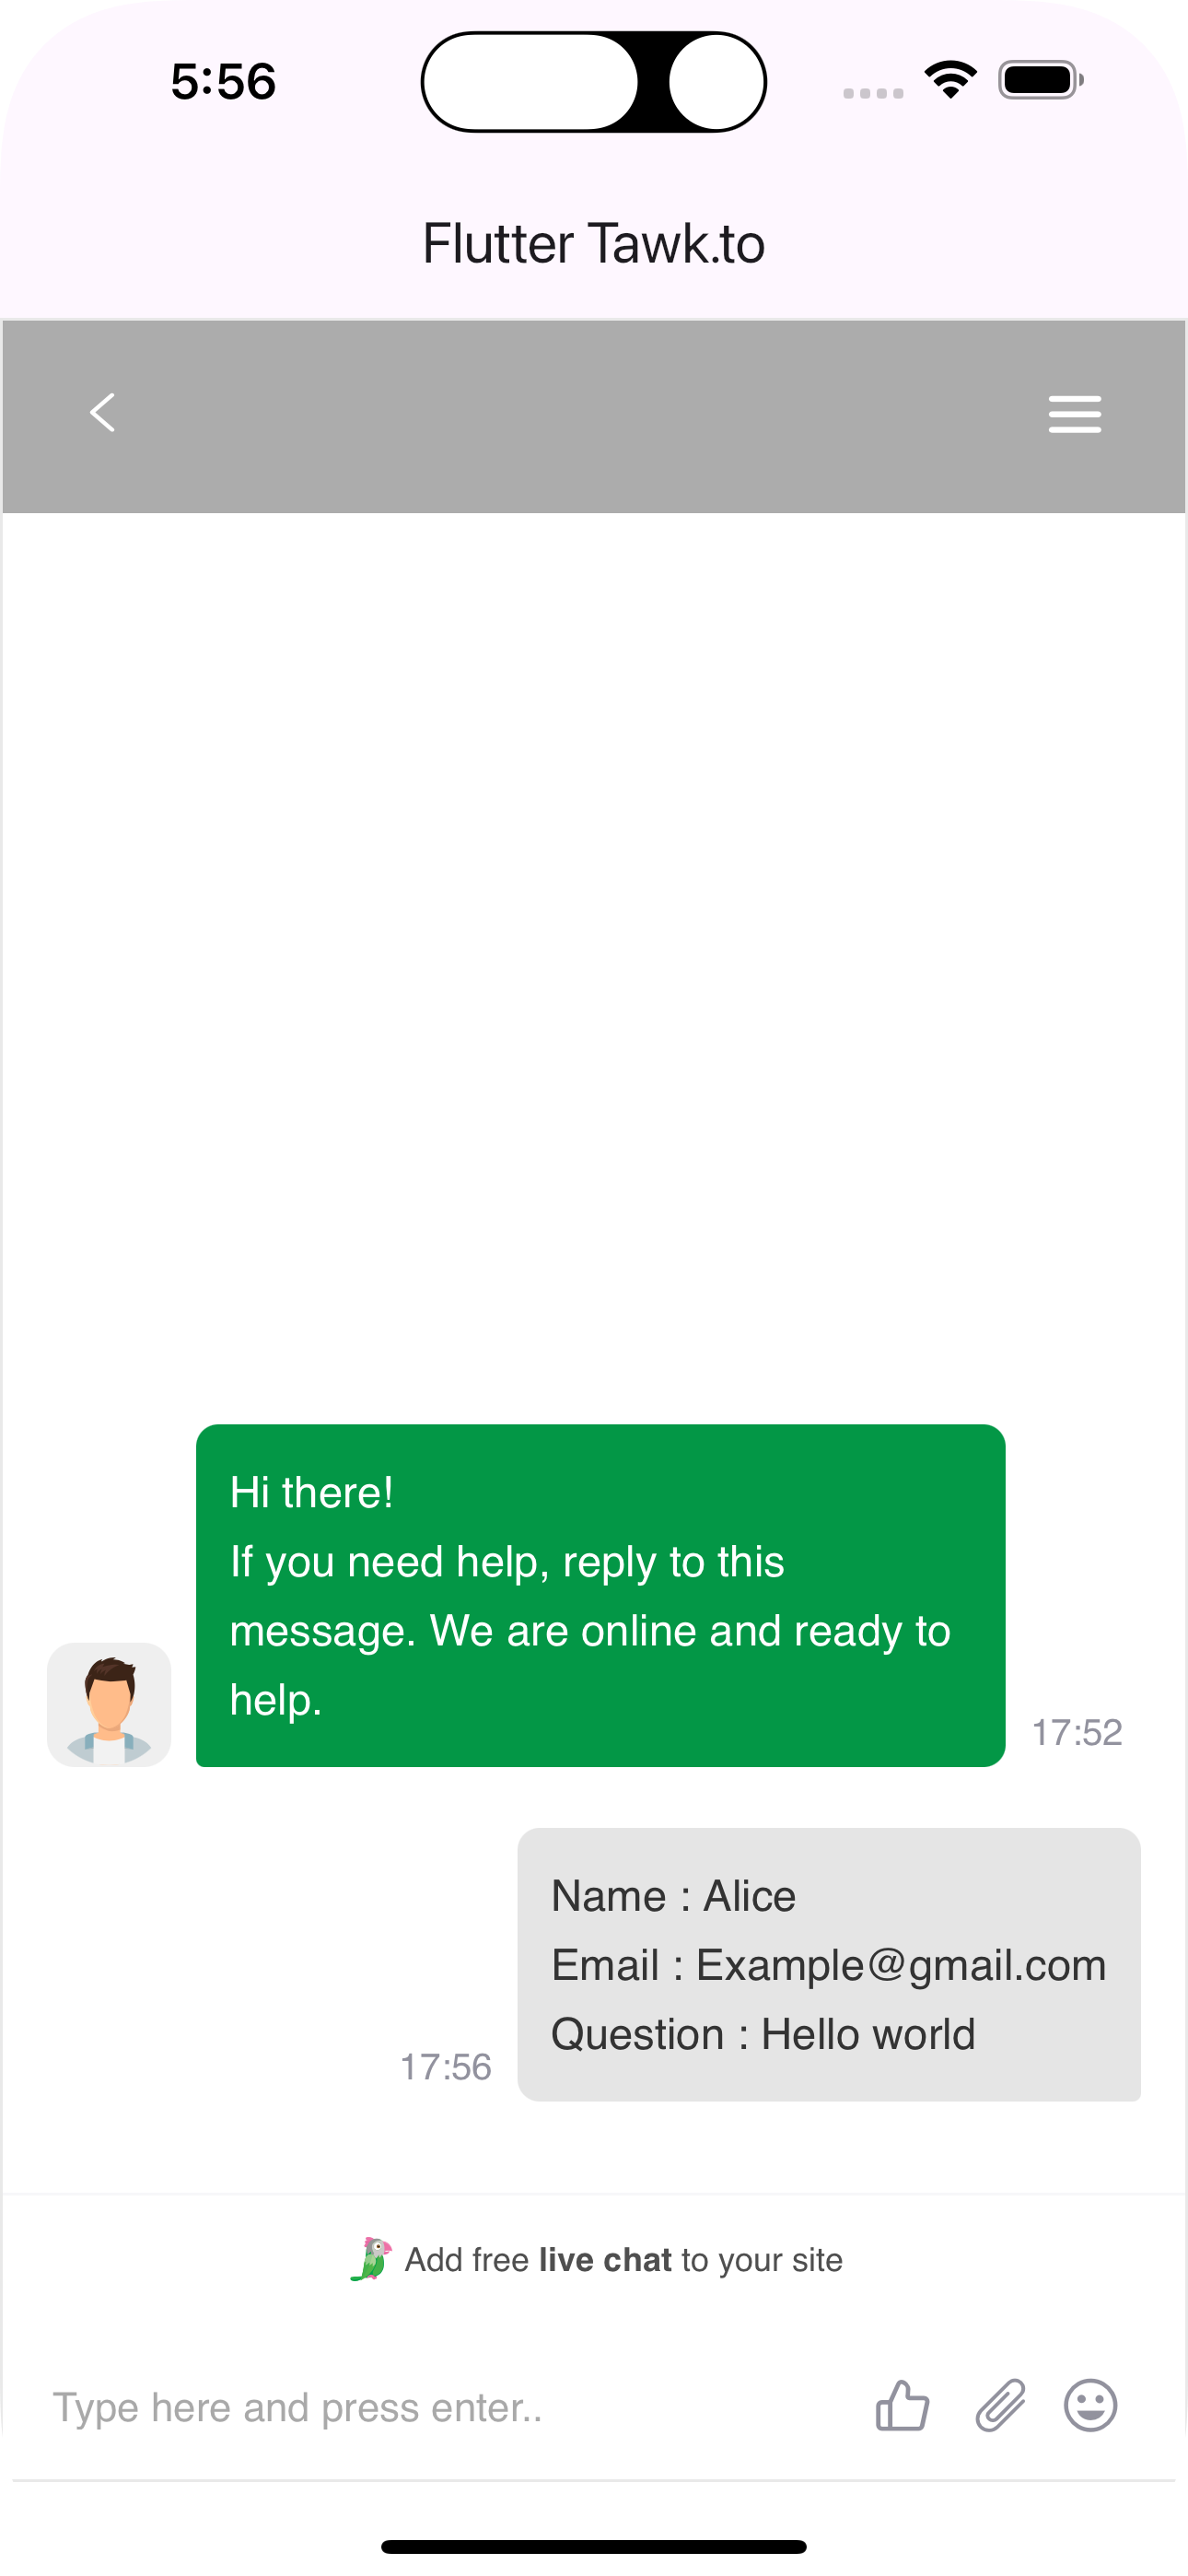 5:56
Flutter Tawk.to
Hi there!
If you need help, reply to this
message. We are online and ready to
help.
17:52
Name : Alice
Email : Example@gmail.com
Question : Hello world
17:56
Add free live chat to your site
Type here and press enter..